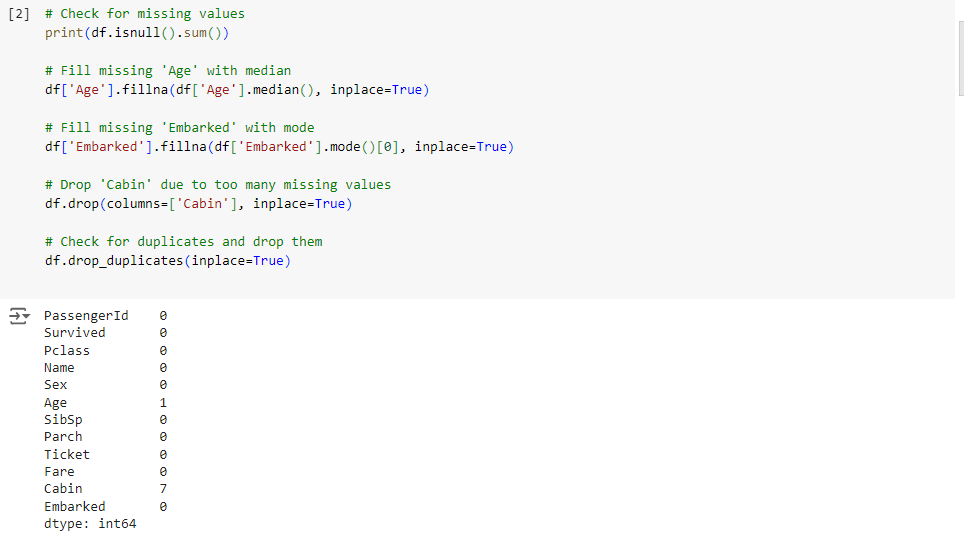 [2] # Check for missing values
print(df.isnull().sum())
# Fill missing 'Age' with median
df['Age'].fillna(df['Age'].median(), inplace=True)
# Fill missing 'Embarked' with mode
df['Embarked'].fillna(df['Embarked'].mode()[0], inplace=True)
# Drop 'Cabin' due to too many missing values
df.drop(columns=['Cabin'], inplace=True)
# Check for duplicates and drop them
df.drop_duplicates(inplace=True)
PassengerId 0
Survived 0
Pclass 0
Name 0
Sex 0
Age 1
SibSp 0
Parch 0
Ticket 0
Fare 0
Cabin 7
Embarked 0
dtype: int64